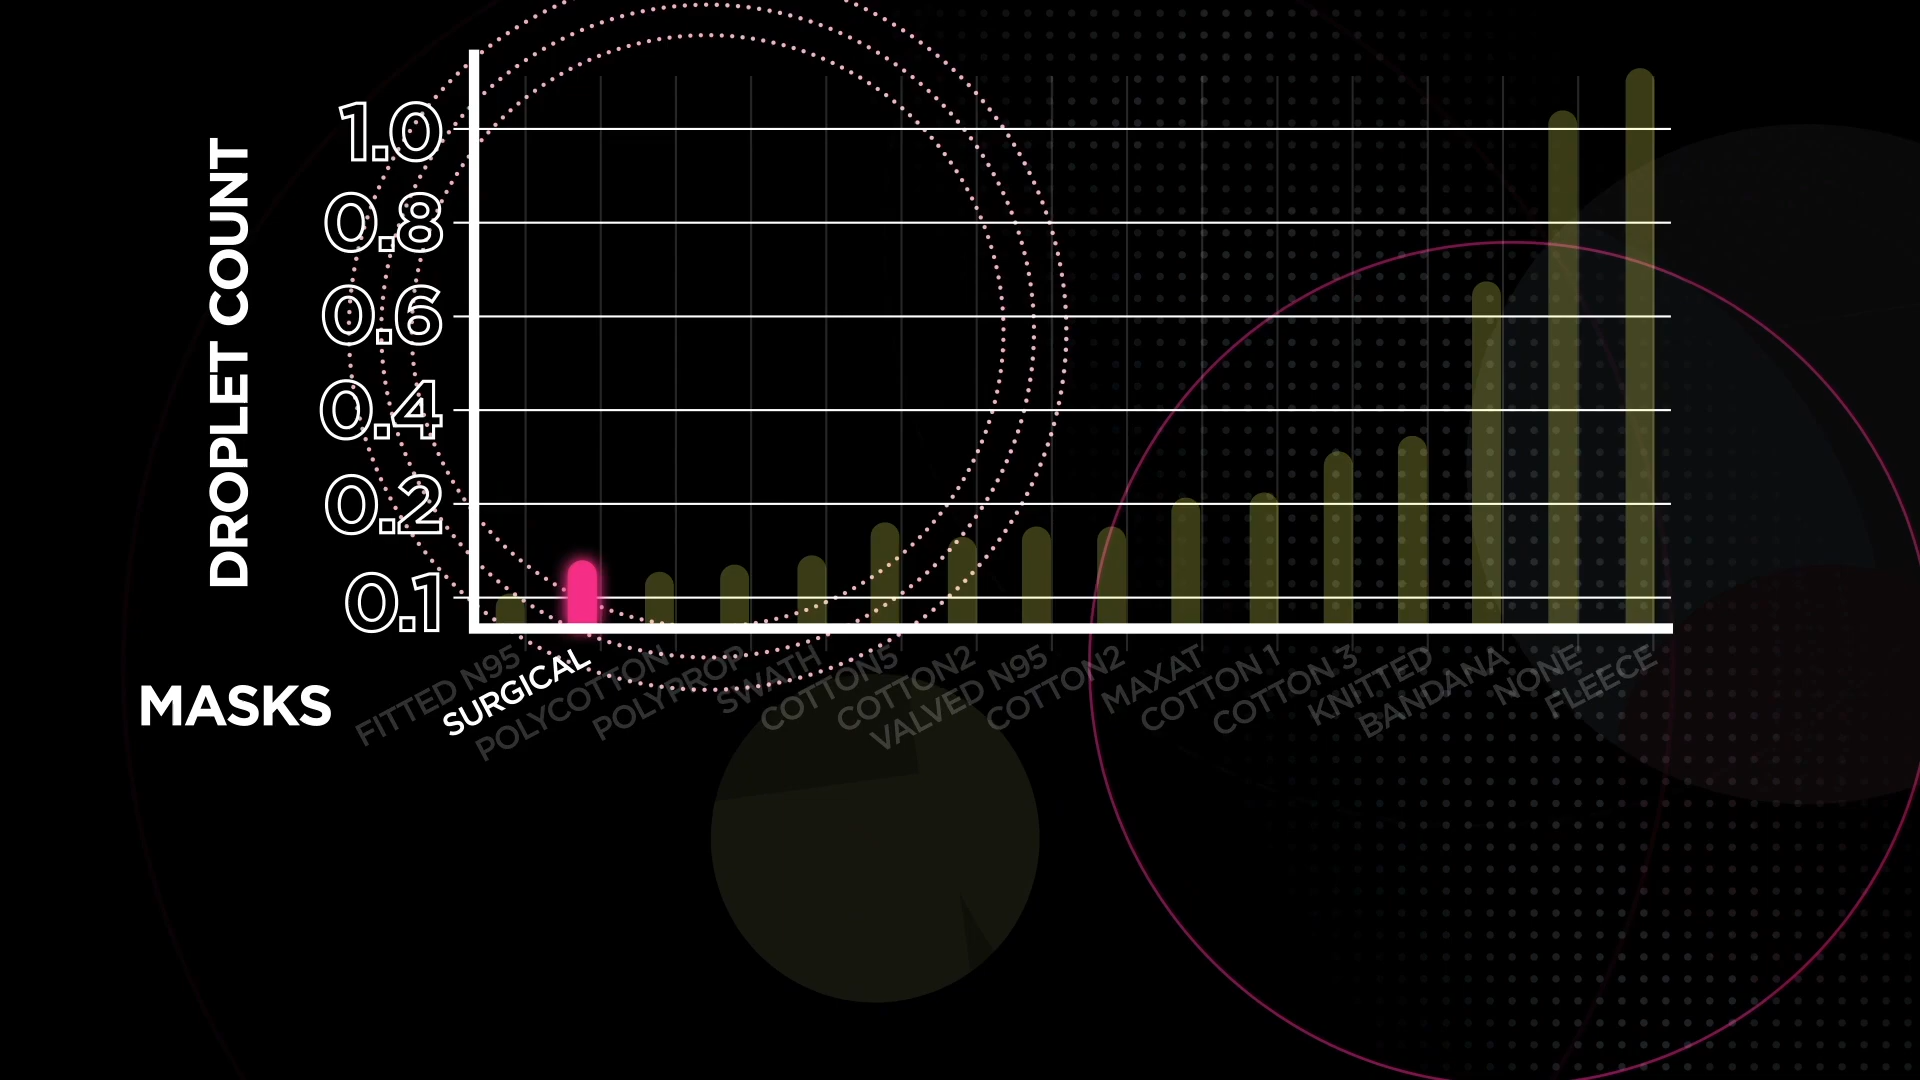 DROPLET COUNT
1.0
0.8
0.6
0.4
0.2
0.1
MASKS
FITTED N95
SURGICAL
POLYCOTTON
POLYPROP
SWATH
COTTON5
COTTON2
VALVED N95
COTTON2
MAXAT
COTTON 1
COTTON 3
KNITTED
BANDANA
NONE
FLEECE